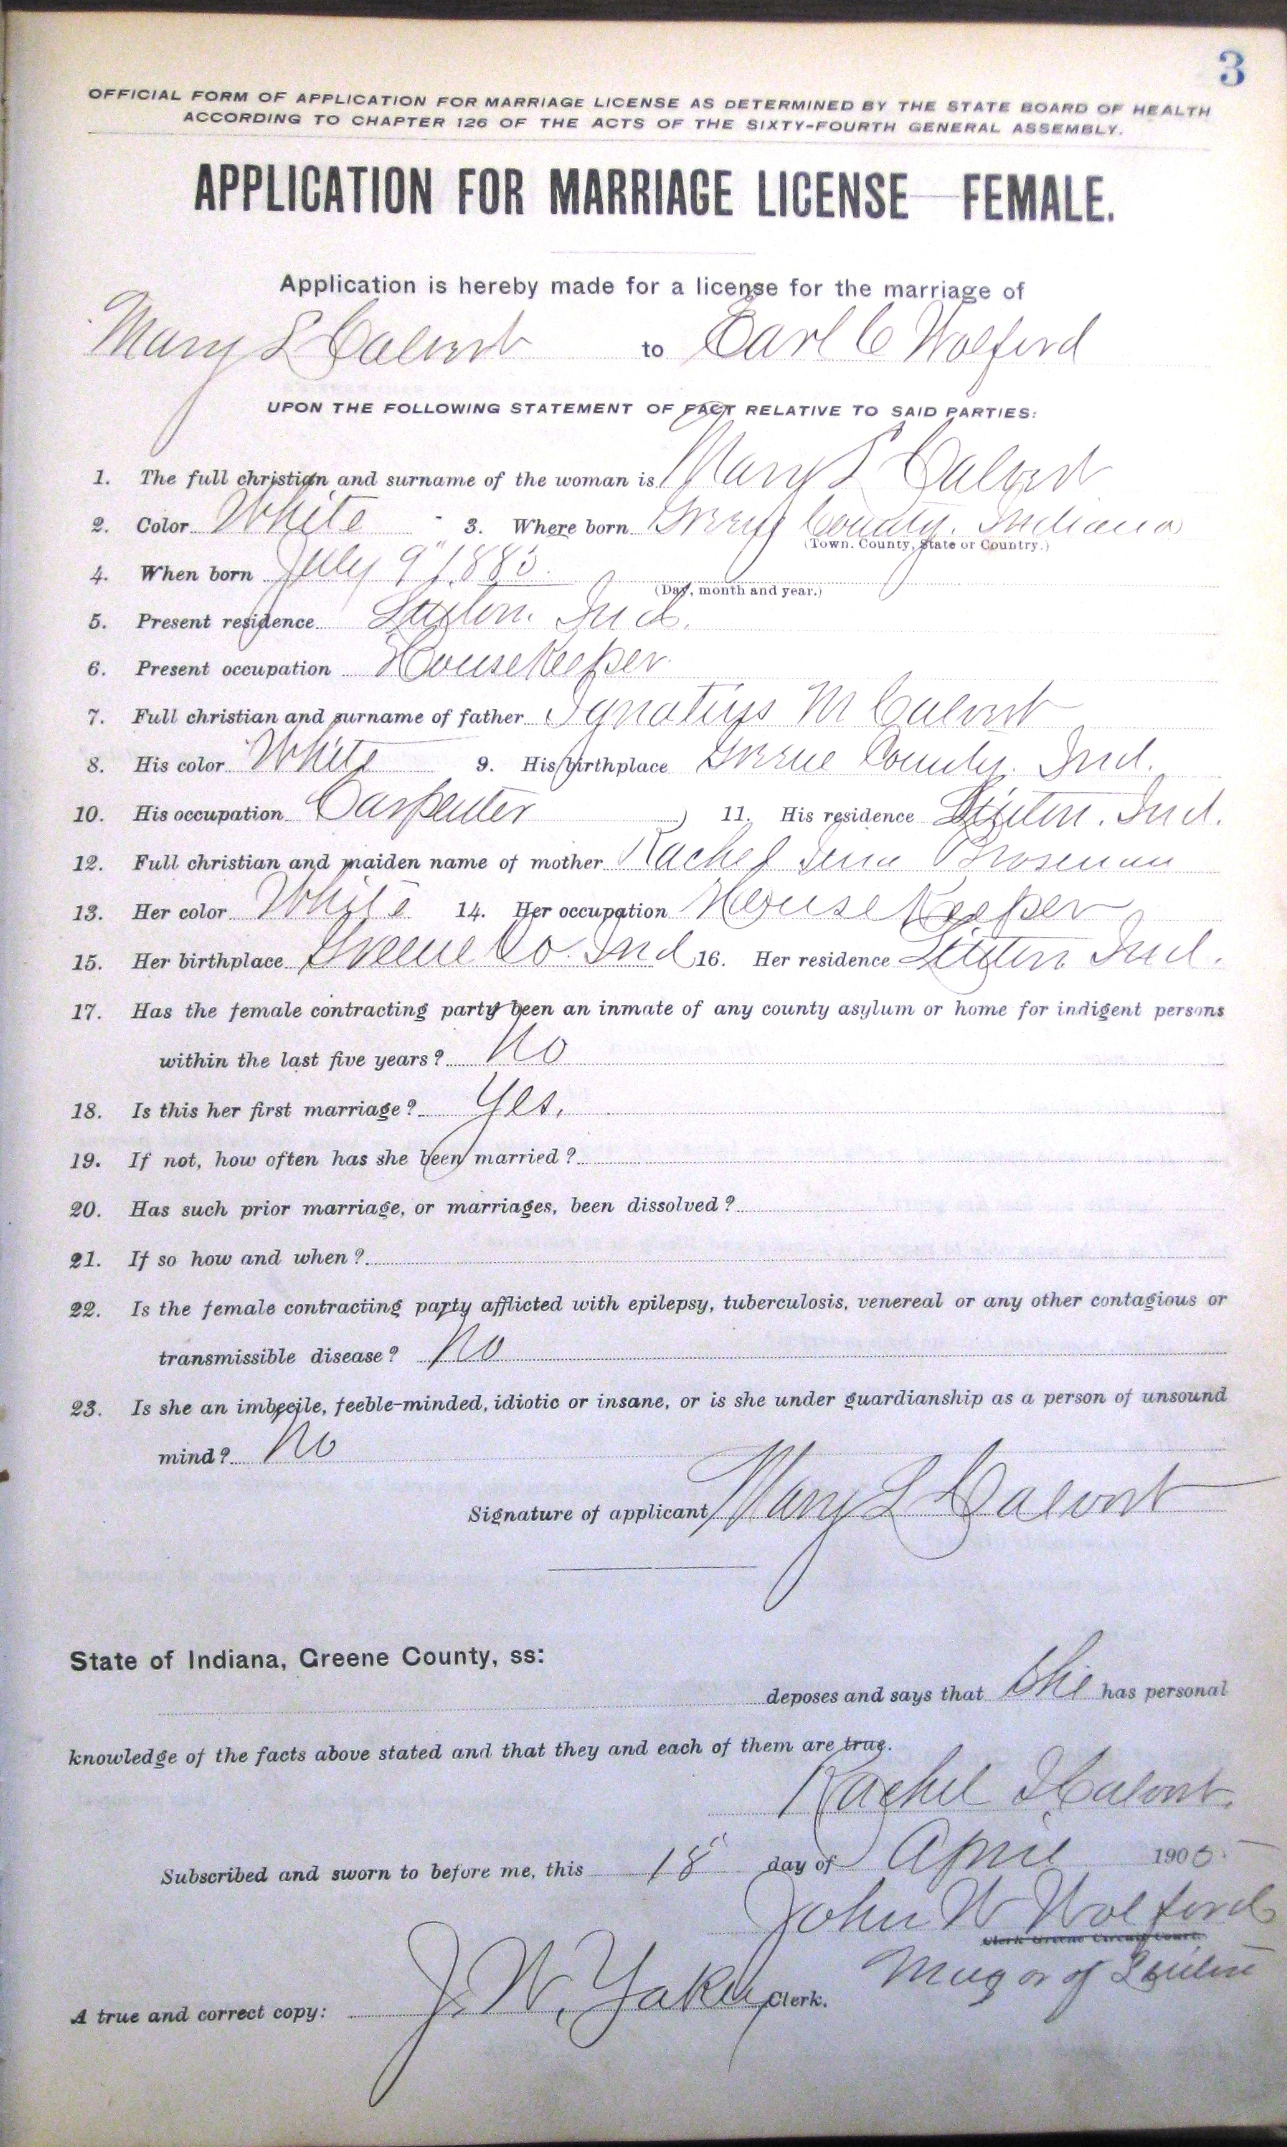 3
OFFICIAL FORM OF APPLICATION FOR MARRIAGE LICENSE AS DETERMINED BY THE STATE BOARD OF HEALTH
ACCORDING TO CHAPTER 126 OF THE ACTS OF THE SIXTY-FOURTH GENERAL ASSEMBLY.
APPLICATION FOR MARRIAGE LICENSE FEMALE.
Application is hereby made for a license for the marriage of
Mary L Calvert to Earl C Wolford
UPON THE FOLLOWING STATEMENT OF FACT RELATIVE TO SAID PARTIES:
1. The full christian and surname of the woman is Mary L Calvert
2. Color White 3. Where born Greene County, Indiana
(Town, County, State or Country.)
4. When born July 9" 1885.
(Day, month and year.)
5. Present residence Linton. Ind.
6. Present occupation Housekeeper
7. Full christian and surname of father Ignatius M Calvert
8. His color White 9. His birthplace Greene County. Ind.
10. His occupation Carpenter 11. His residence Linton. Ind.
12. Full christian and maiden name of mother Rachel Broseman
13. Her color White 14. Her occupation Housekeeper
15. Her birthplace Greene Co. Ind 16. Her residence Linton Ind.
17. Has the female contracting party been an inmate of any county asylum or home for indigent persons
within the last five years? No
18. Is this her first marriage? Yes.
19. If not, how often has she been married?
20. Has such prior marriage, or marriages, been dissolved?
21. If so how and when?
22. Is the female contracting party afflicted with epilepsy, tuberculosis, venereal or any other contagious or
transmissible disease? No
23. Is she an imbecile, feeble-minded, idiotic or insane, or is she under guardianship as a person of unsound
mind? No
Signature of applicant Mary L Calvert
State of Indiana, Greene County, ss:
deposes and says that She has personal
knowledge of the facts above stated and that they and each of them are true.
Rachel I Calvert.
Subscribed and sworn to before me, this 18 day of April 1905.
John W Wolford
Clerk Greene Circuit Court.
Mayor of Linton
A true and correct copy: J. W. Yakey Clerk.